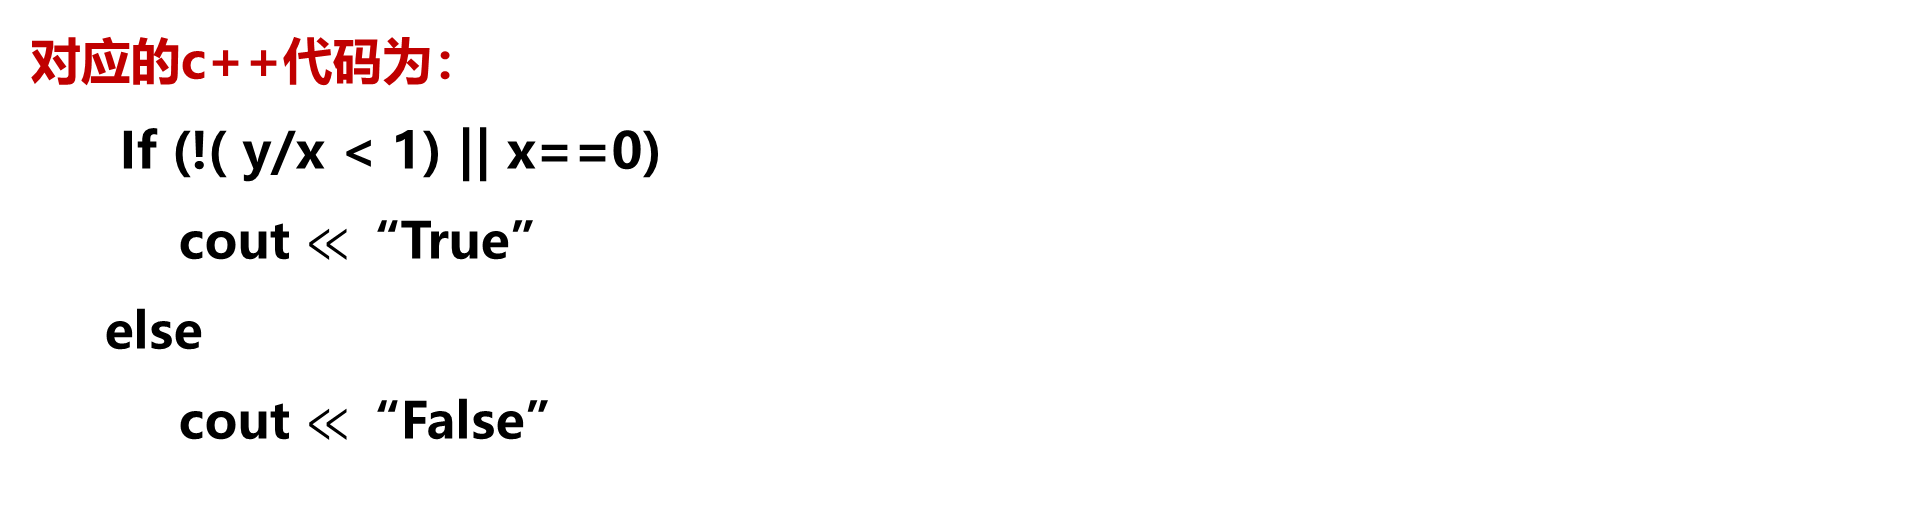 对应的c++代码为：
If (!( y/x < 1) || x==0)
cout ≪ “True”
else
cout ≪ “False”